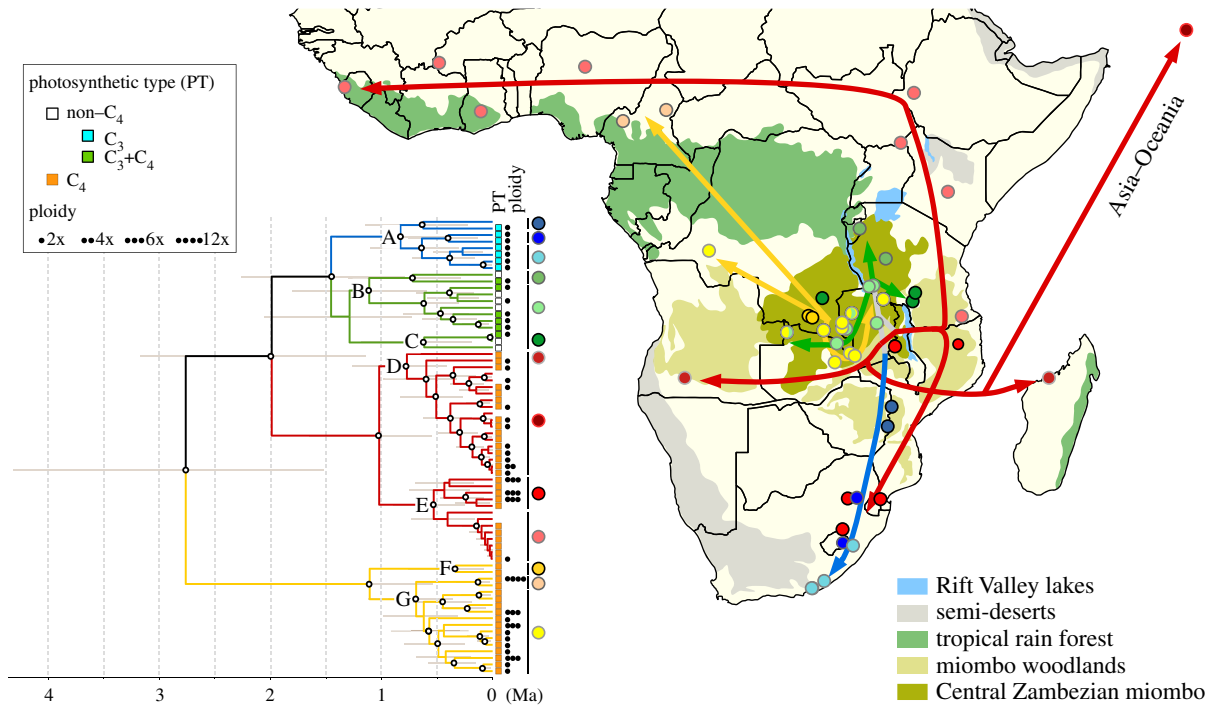 photosynthetic type (PT)
non–C4
C3
C3+C4
C4
ploidy
2x 4x 6x 12x
PT
ploidy
A
B
C
D
E
F
G
4 3 2 1 0 (Ma)
Asia–Oceania
Rift Valley lakes
semi-deserts
tropical rain forest
miombo woodlands
Central Zambezian miombo